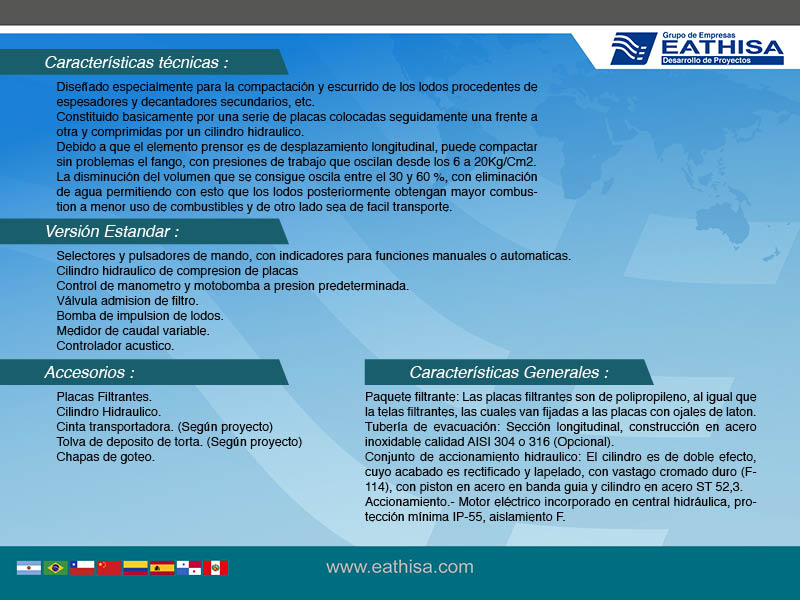 Grupo de Empresas
EATHISA
Desarrollo de Proyectos
Características técnicas :
Diseñado especialmente para la compactación y escurrido de los lodos procedentes de
espesadores y decantadores secundarios, etc.
Constituido basicamente por una serie de placas colocadas seguidamente una frente a
otra y comprimidas por un cilindro hidraulico.
Debido a que el elemento prensor es de desplazamiento longitudinal, puede compactar
sin problemas el fango, con presiones de trabajo que oscilan desde los 6 a 20Kg/Cm2.
La disminución del volumen que se consigue oscila entre el 30 y 60 %, con eliminación
de agua permitiendo con esto que los lodos posteriormente obtengan mayor combus-
tion a menor uso de combustibles y de otro lado sea de facil transporte.
Versión Estandar :
Selectores y pulsadores de mando, con indicadores para funciones manuales o automaticas.
Cilindro hidraulico de compresion de placas
Control de manometro y motobomba a presion predeterminada.
Válvula admision de filtro.
Bomba de impulsion de lodos.
Medidor de caudal variable.
Controlador acustico.
Accesorios :
Placas Filtrantes.
Cilindro Hidraulico.
Cinta transportadora. (Según proyecto)
Tolva de deposito de torta. (Según proyecto)
Chapas de goteo.
Características Generales :
Paquete filtrante: Las placas filtrantes son de polipropileno, al igual que
la telas filtrantes, las cuales van fijadas a las placas con ojales de laton.
Tubería de evacuación: Sección longitudinal, construcción en acero
inoxidable calidad AISI 304 o 316 (Opcional).
Conjunto de accionamiento hidraulico: El cilindro es de doble efecto,
cuyo acabado es rectificado y lapelado, con vastago cromado duro (F-
114), con piston en acero en banda guia y cilindro en acero ST 52,3.
Accionamiento.- Motor eléctrico incorporado en central hidráulica, pro-
tección mínima IP-55, aislamiento F.
www.eathisa.com